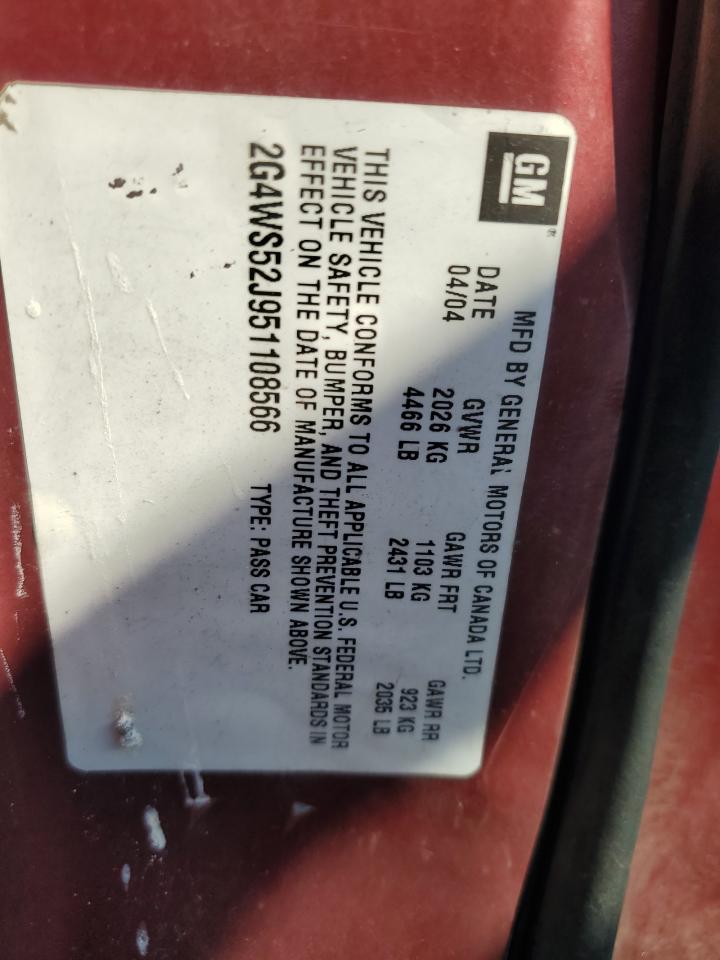 GM®
MFD BY GENERAL MOTORS OF CANADA LTD.
DATE GVWR GAWR FRT GAWR RR
04/04 2026 KG 1103 KG 923 KG
4466 LB 2431 LB 2035 LB
THIS VEHICLE CONFORMS TO ALL APPLICABLE U.S. FEDERAL MOTOR
VEHICLE SAFETY, BUMPER, AND THEFT PREVENTION STANDARDS IN
EFFECT ON THE DATE OF MANUFACTURE SHOWN ABOVE.
2G4WS52J951108566 TYPE: PASS CAR